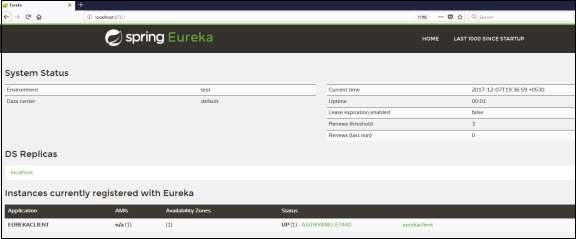 Eureka
localhost:8761
110%
Search
spring Eureka
HOME LAST 1000 SINCE STARTUP
System Status
Environment test
Data center default
Current time 2017-12-07T19:36:59 +0530
Uptime 00:01
Lease expiration enabled false
Renews threshold 3
Renews (last min) 0
DS Replicas
localhost
Instances currently registered with Eureka
Application AMIs Availability Zones Status
EUREKACLIENT n/a (1) (1) UP (1) - eurekaclient